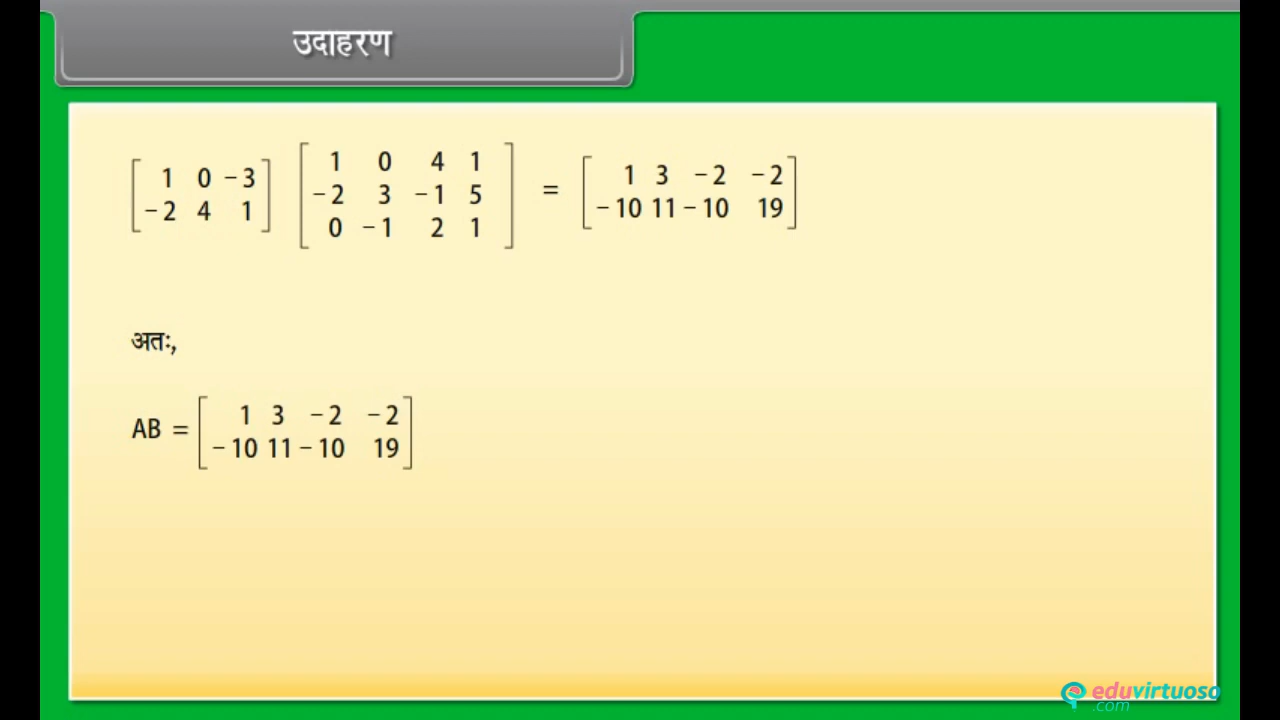 उदाहरण
[ 1 0 -3 ] [ 1 0 4 1 ] = [ 1 3 -2 -2 ]
[ -2 4 1 ] [ -2 3 -1 5 ] [ -10 11 -10 19 ]
[ 0 -1 2 1 ]
अतः,
AB = [ 1 3 -2 -2 ]
[ -10 11 -10 19 ]
eduvirtuoso
.com